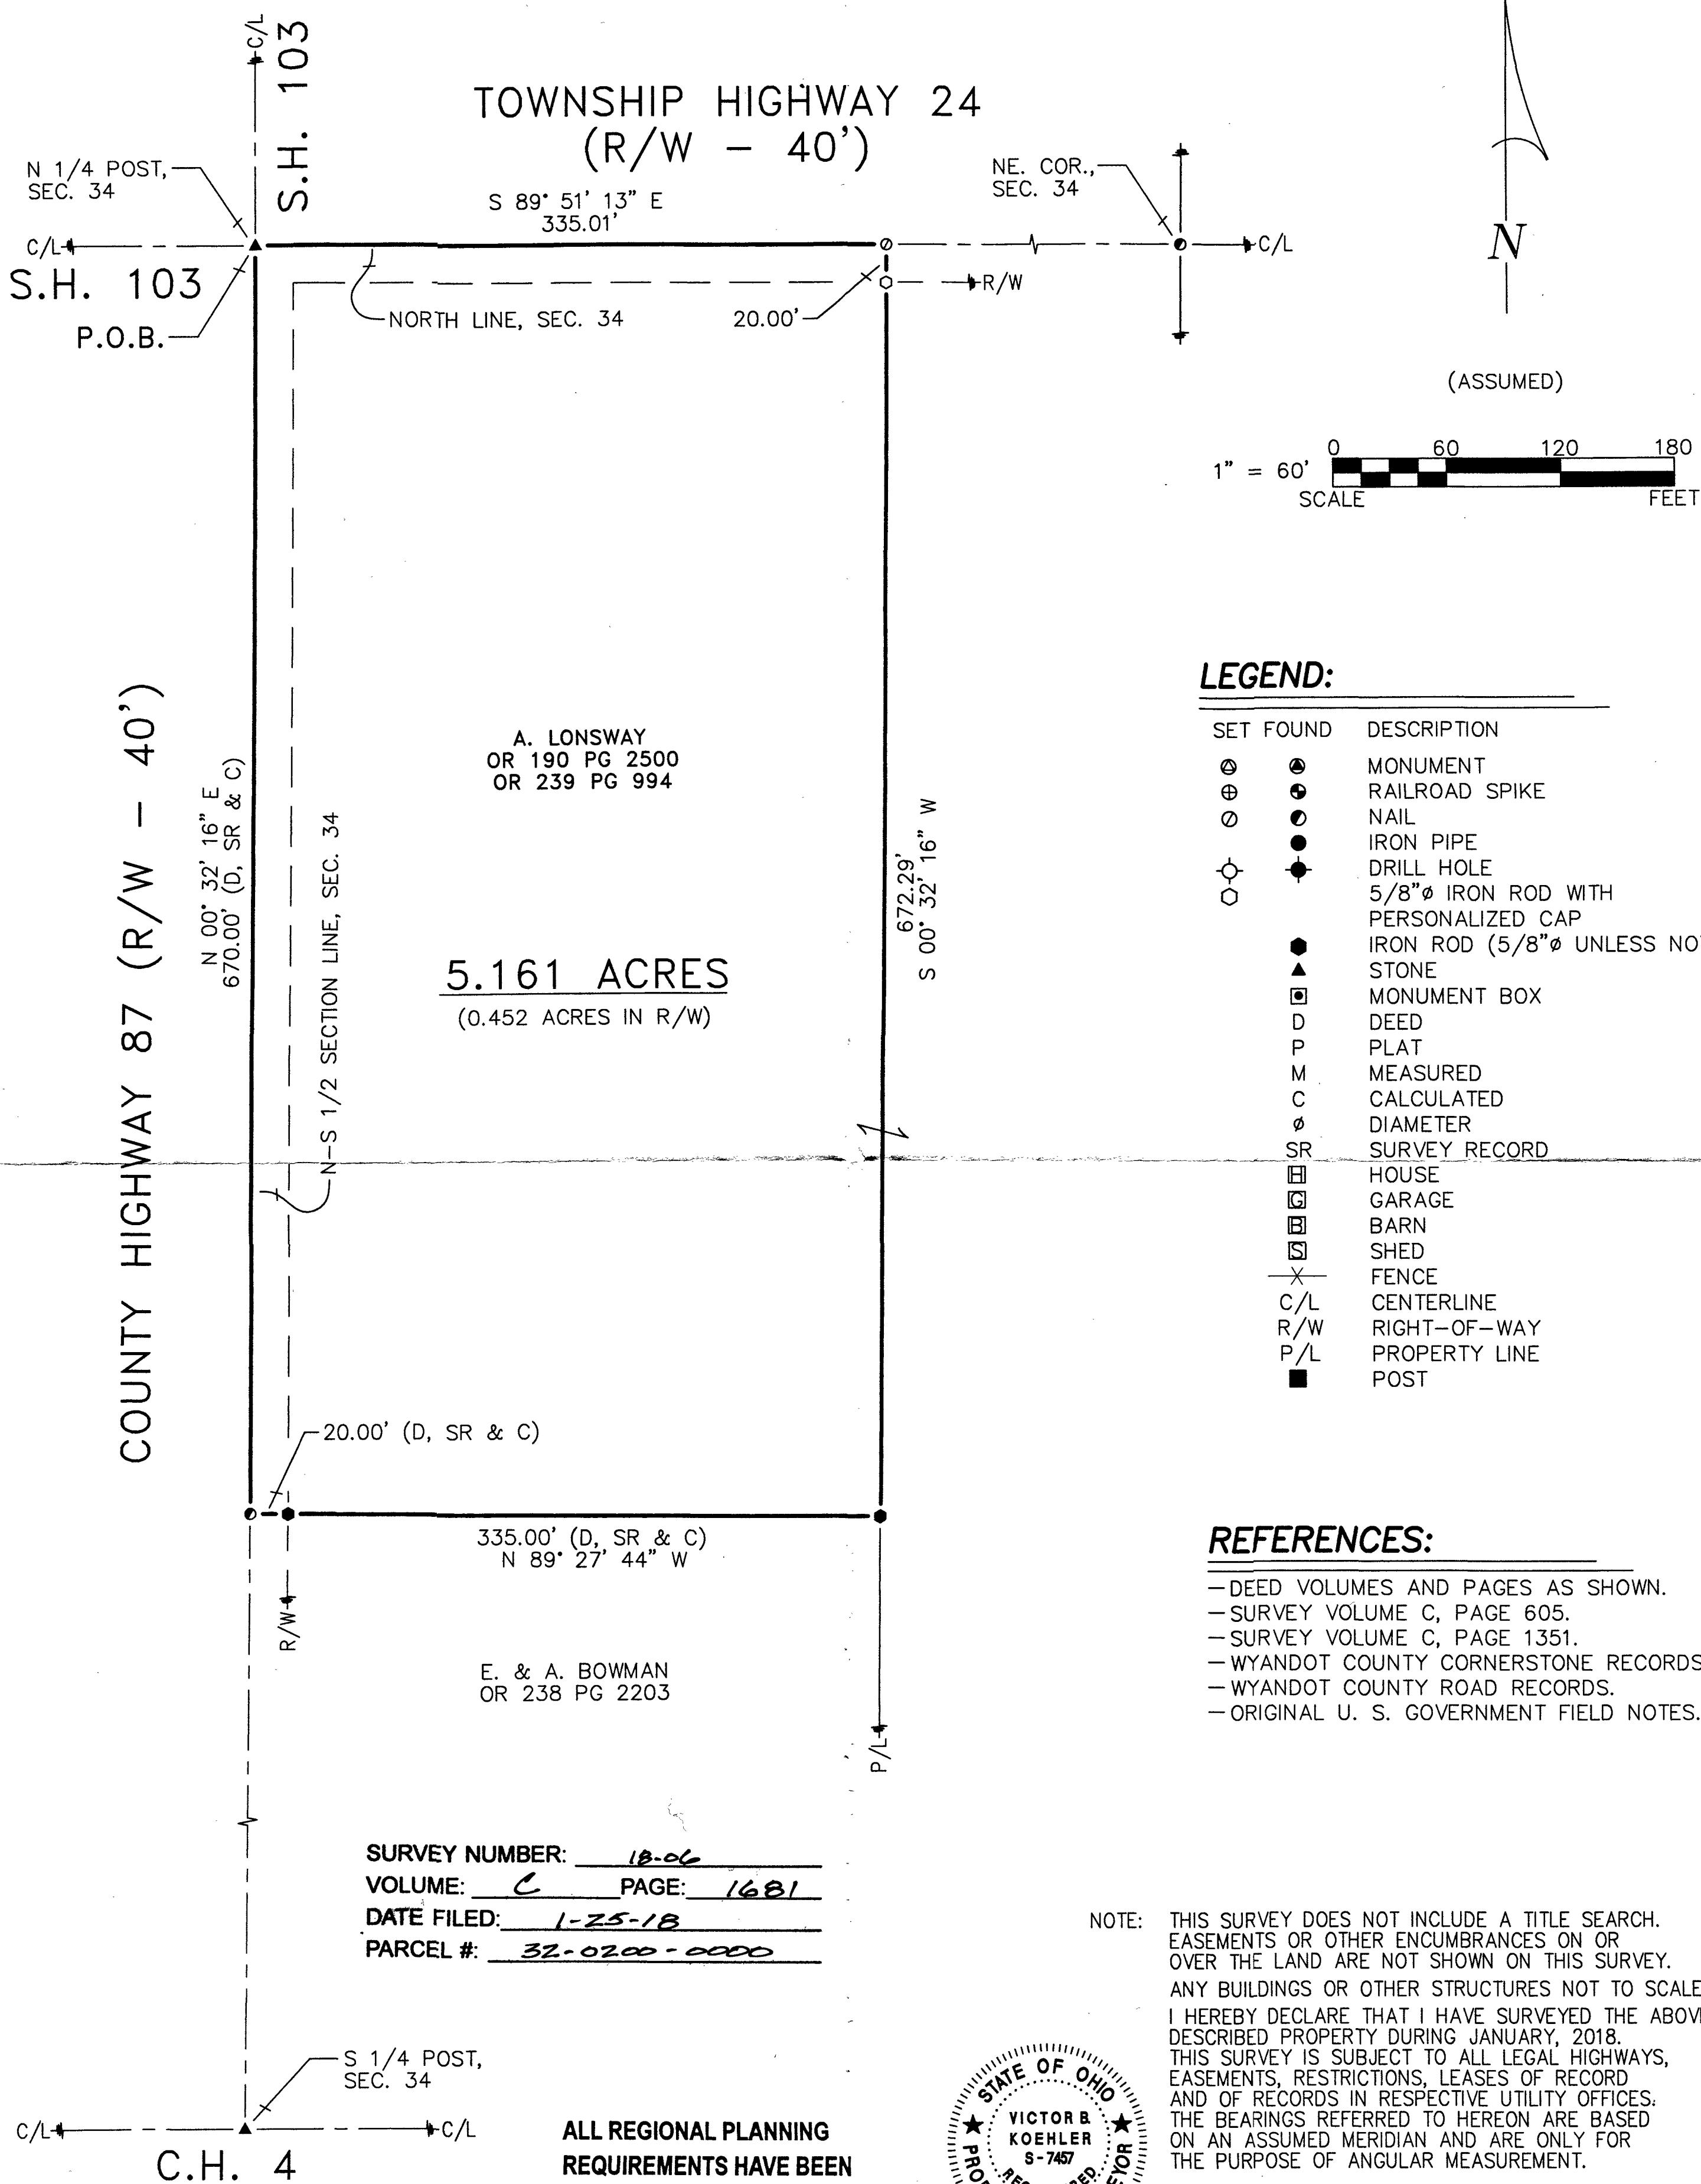 C/L
S.H. 103
TOWNSHIP HIGHWAY 24
(R/W - 40')
N 1/4 POST,
SEC. 34
NE. COR.,
SEC. 34
S 89° 51' 13" E
335.01'
C/L
C/L
S.H. 103
R/W
P.O.B.
NORTH LINE, SEC. 34
20.00'
N
(ASSUMED)
1" = 60'
0 60 120 180
SCALE FEET
COUNTY HIGHWAY 87 (R/W - 40')
N 00° 32' 16" E
670.00' (D, SR & C)
N-S 1/2 SECTION LINE, SEC. 34
A. LONSWAY
OR 190 PG 2500
OR 239 PG 994
672.29'
S 00° 32' 16" W
5.161 ACRES
(0.452 ACRES IN R/W)
LEGEND:
SET FOUND DESCRIPTION
MONUMENT
RAILROAD SPIKE
NAIL
IRON PIPE
DRILL HOLE
5/8"ø IRON ROD WITH
PERSONALIZED CAP
IRON ROD (5/8"ø UNLESS
STONE
MONUMENT BOX
D DEED
P PLAT
M MEASURED
C CALCULATED
ø DIAMETER
SR SURVEY RECORD
H HOUSE
G GARAGE
B BARN
S SHED
X FENCE
C/L CENTERLINE
R/W RIGHT-OF-WAY
P/L PROPERTY LINE
POST
20.00' (D, SR & C)
335.00' (D, SR & C)
N 89° 27' 44" W
R/W
E. & A. BOWMAN
OR 238 PG 2203
P/L
REFERENCES:
- DEED VOLUMES AND PAGES AS SHOWN.
- SURVEY VOLUME C, PAGE 605.
- SURVEY VOLUME C, PAGE 1351.
- WYANDOT COUNTY CORNERSTONE RECORDS
- WYANDOT COUNTY ROAD RECORDS.
- ORIGINAL U. S. GOVERNMENT FIELD NOTES.
SURVEY NUMBER: 18-06
VOLUME: C PAGE: 1681
DATE FILED: 1-25-18
PARCEL #: 32-0200-0000
S 1/4 POST,
SEC. 34
C/L
C/L
C.H. 4
ALL REGIONAL PLANNING
REQUIREMENTS HAVE BEEN
STATE OF OHIO
VICTOR B.
KOEHLER
S-7457
NOTE: THIS SURVEY DOES NOT INCLUDE A TITLE SEARCH.
EASEMENTS OR OTHER ENCUMBRANCES ON OR
OVER THE LAND ARE NOT SHOWN ON THIS SURVEY.
ANY BUILDINGS OR OTHER STRUCTURES NOT TO SCALE
I HEREBY DECLARE THAT I HAVE SURVEYED THE
DESCRIBED PROPERTY DURING JANUARY, 2018.
THIS SURVEY IS SUBJECT TO ALL LEGAL HIGHWAYS,
EASEMENTS, RESTRICTIONS, LEASES OF RECORD
AND OF RECORDS IN RESPECTIVE UTILITY OFFICES.
THE BEARINGS REFERRED TO HEREON ARE BASED
ON AN ASSUMED MERIDIAN AND ARE ONLY FOR
THE PURPOSE OF ANGULAR MEASUREMENT.